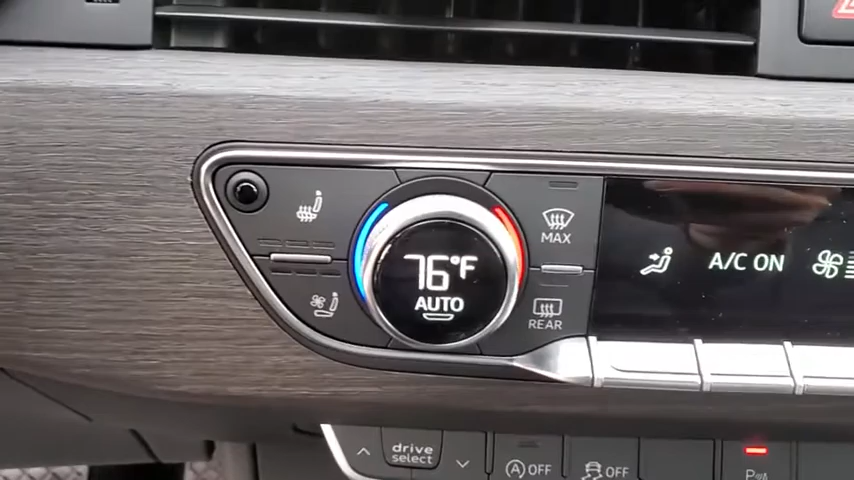 76°F
AUTO
MAX
REAR
A/C ON
drive
select
OFF
OFF
P